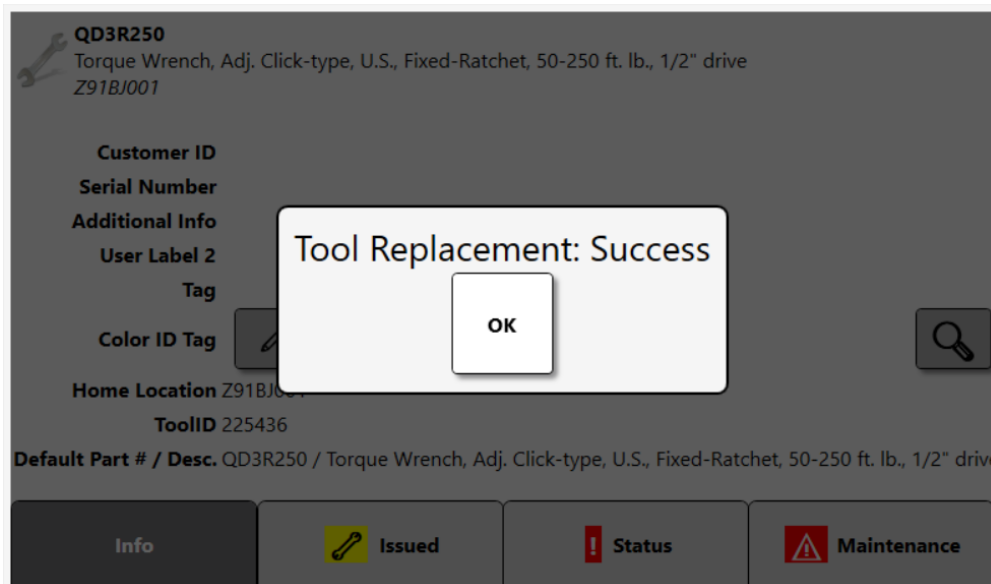 QD3R250
Torque Wrench, Adj. Click-type, U.S., Fixed-Ratchet, 50-250 ft. lb., 1/2" drive
Z91BJ001
Customer ID
Serial Number
Additional Info
User Label 2
Tag
Color ID Tag
Home Location Z91BJ001
ToolID 225436
Default Part # / Desc. QD3R250 / Torque Wrench, Adj. Click-type, U.S., Fixed-Ratchet, 50-250 ft. lb., 1/2" driv
Tool Replacement: Success
OK
Info
Issued
Status
Maintenance